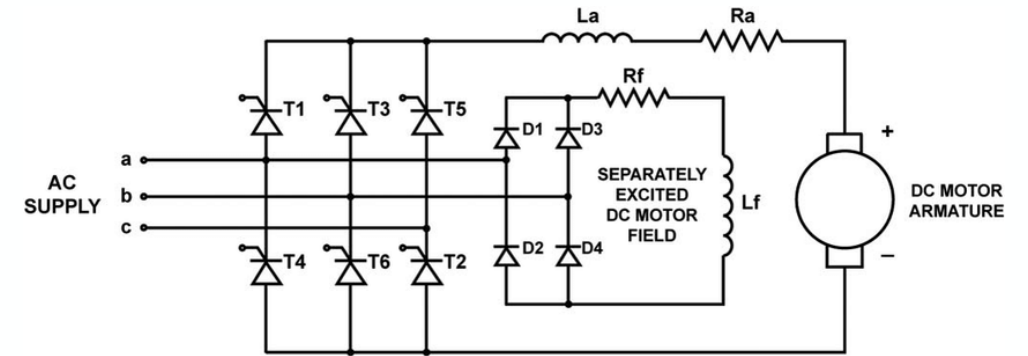 La
Ra
Rf
T1
T3
T5
D1
D3
+
a
AC
SUPPLY
b
c
SEPARATELY
EXCITED
DC MOTOR
FIELD
Lf
DC MOTOR
ARMATURE
T4
T6
T2
D2
D4
–